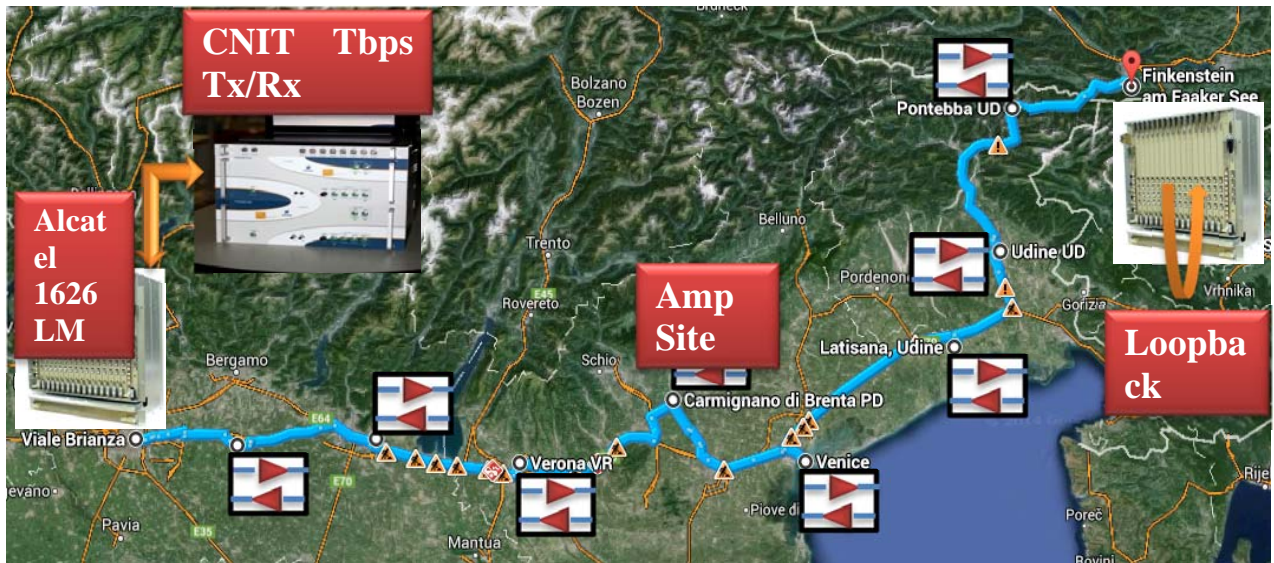 CNIT Tbps
Tx/Rx
Bolzano
Bozen
Finkenstein
am Faaker See
Pontebba UD
Alcat
el
1626
LM
Trento
E45
Rovereto
Belluno
Udine UD
Pordenone
Gorizia
Vrhnika
Amp
Site
Loopba
ck
Latisana, Udine
Bergamo
Schio
Carmignano di Brenta PD
E64
Viale Brianza
Verona VR
Venice
evano
E70
Piove di
Rije
Pavia
E35
Mantua
Poreč
Rovinj